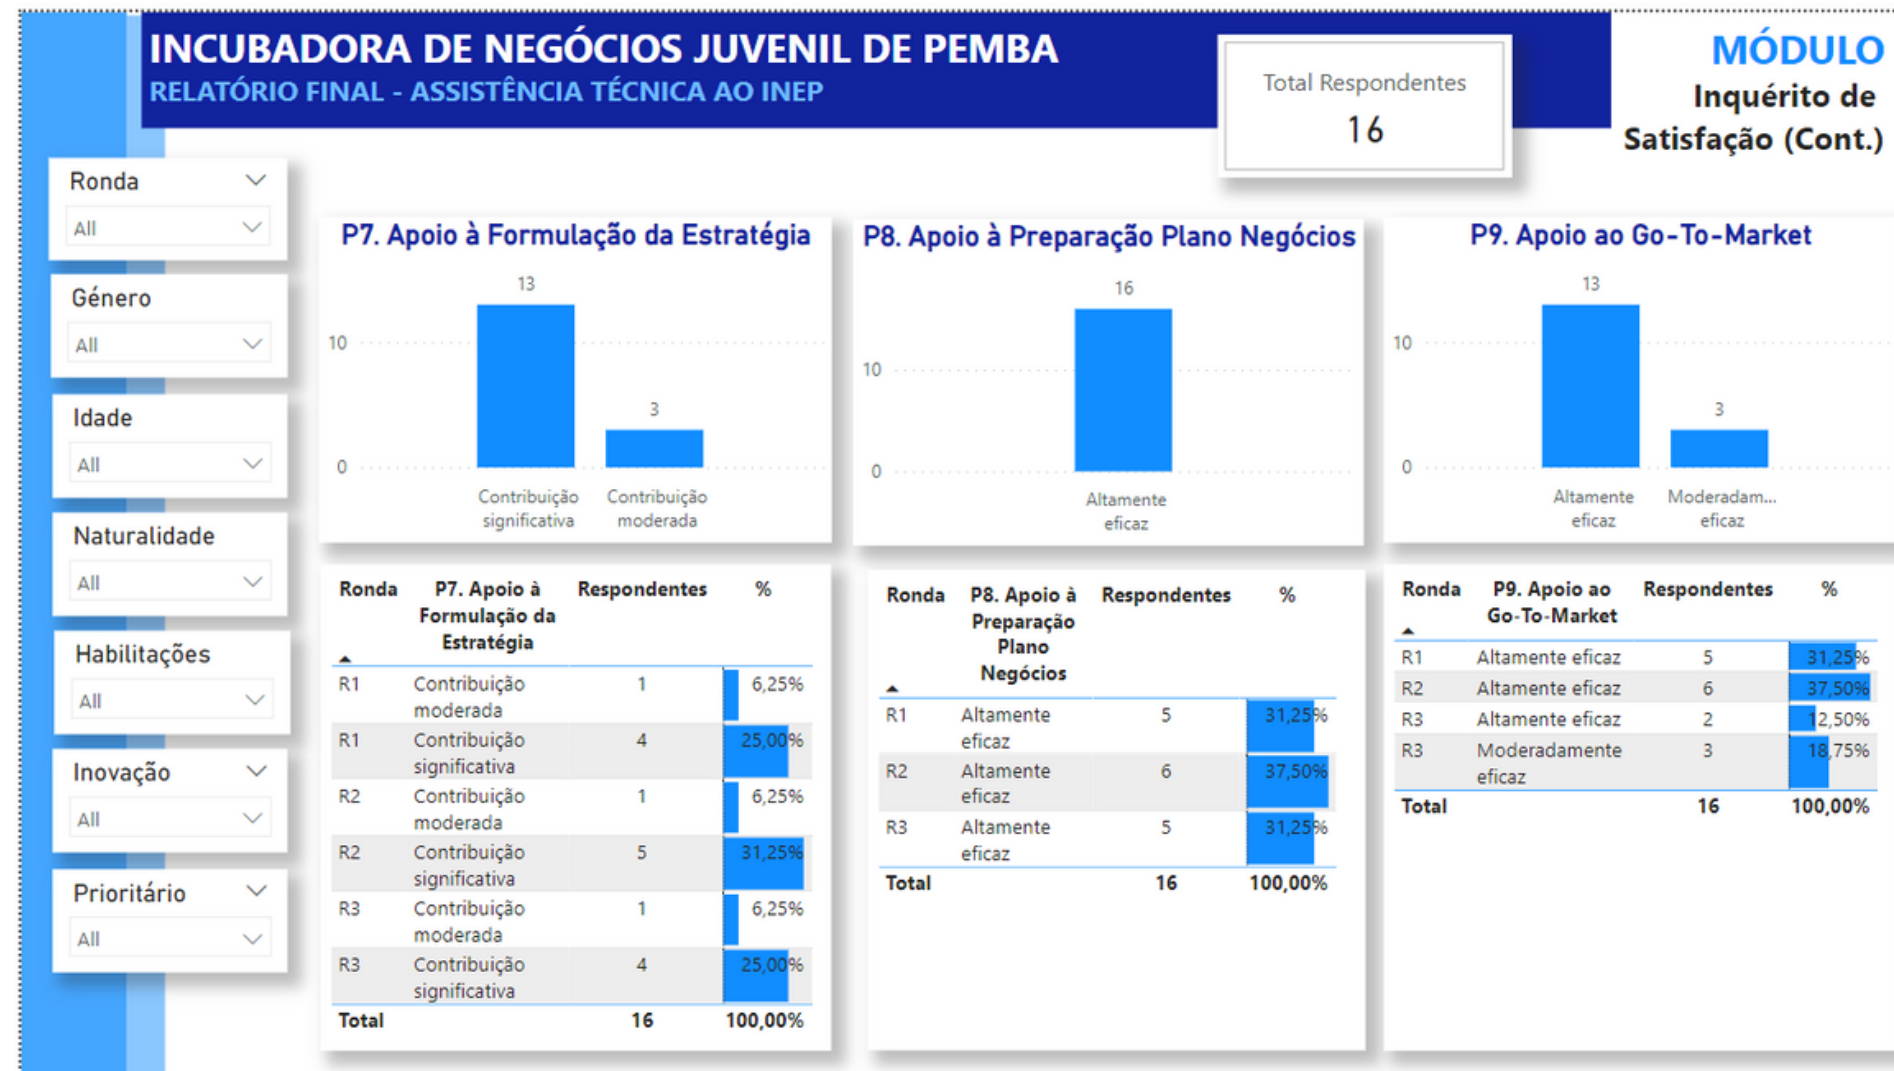 INCUBADORA DE NEGÓCIOS JUVENIL DE PEMBA
RELATÓRIO FINAL - ASSISTÊNCIA TÉCNICA AO INEP
Total Respondentes
16
MÓDULO
Inquérito de
Satisfação (Cont.)
Ronda
All
Género
All
Idade
All
Naturalidade
All
Habilitações
All
Inovação
All
Prioritário
All
P7. Apoio à Formulação da Estratégia
13
10
3
0
Contribuição Contribuição
significativa moderada
P8. Apoio à Preparação Plano Negócios
16
10
0
Altamente
eficaz
P9. Apoio ao Go-To-Market
13
10
3
0
Altamente Moderadam...
eficaz eficaz
Ronda P7. Apoio à Respondentes %
Formulação da
Estratégia
R1 Contribuição 1 6,25%
moderada
R1 Contribuição 4 25,00%
significativa
R2 Contribuição 1 6,25%
moderada
R2 Contribuição 5 31,25%
significativa
R3 Contribuição 1 6,25%
moderada
R3 Contribuição 4 25,00%
significativa
Total 16 100,00%
Ronda P8. Apoio à Respondentes %
Preparação
Plano
Negócios
R1 Altamente 5 31,25%
eficaz
R2 Altamente 6 37,50%
eficaz
R3 Altamente 5 31,25%
eficaz
Total 16 100,00%
Ronda P9. Apoio ao Respondentes %
Go-To-Market
R1 Altamente eficaz 5 31,25%
R2 Altamente eficaz 6 37,50%
R3 Altamente eficaz 2 12,50%
R3 Moderadamente 3 18,75%
eficaz
Total 16 100,00%